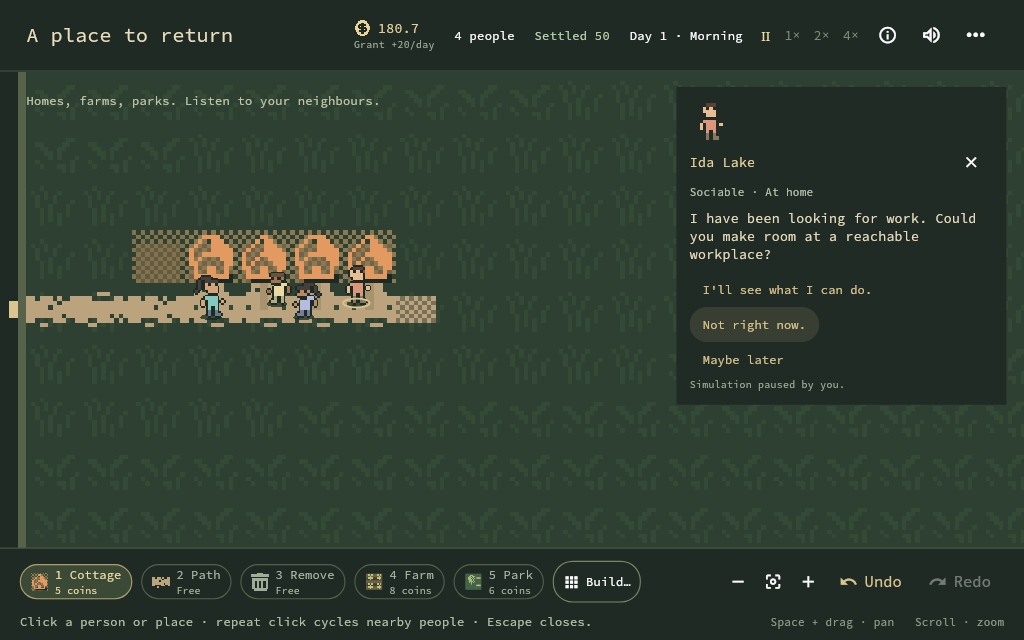 A place to return
180.7
Grant +20/day
4 people
Settled 50
Day 1 · Morning
II 1× 2× 4×
Homes, farms, parks. Listen to your neighbours.
Ida Lake
Sociable · At home
I have been looking for work. Could
you make room at a reachable
workplace?
I'll see what I can do.
Not right now.
Maybe later
Simulation paused by you.
1 Cottage
5 coins
2 Path
Free
3 Remove
Free
4 Farm
8 coins
5 Park
6 coins
Build…
Undo
Redo
Click a person or place · repeat click cycles nearby people · Escape closes.
Space + drag · pan
Scroll · zoom